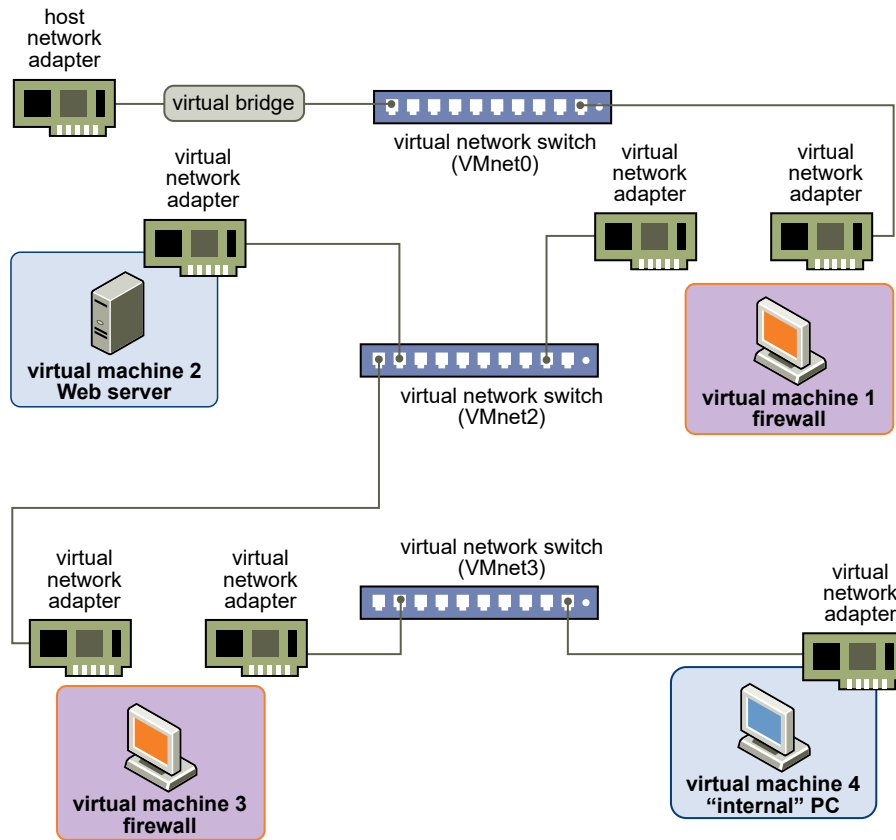 host
network
adapter
virtual bridge
virtual network switch
(VMnet0)
virtual
network
adapter
virtual
network
adapter
virtual
network
adapter
virtual machine 2
Web server
virtual network switch
(VMnet2)
virtual machine 1
firewall
virtual
network
adapter
virtual
network
adapter
virtual network switch
(VMnet3)
virtual
network
adapter
virtual machine 3
firewall
virtual machine 4
“internal” PC